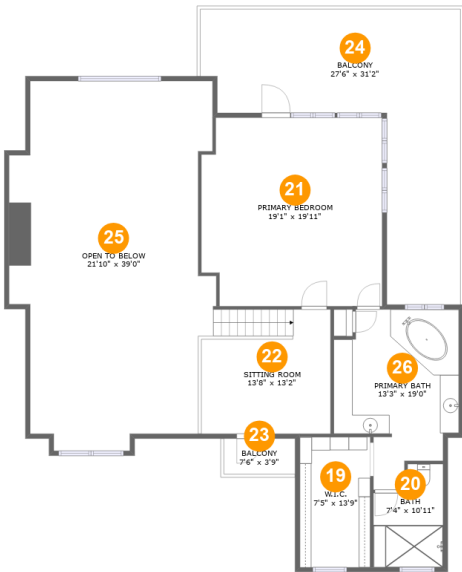 24
BALCONY
27'6" x 31'2"
21
PRIMARY BEDROOM
19'1" x 19'11"
25
OPEN TO BELOW
21'10" x 39'0"
22
SITTING ROOM
13'8" x 13'2"
26
PRIMARY BATH
13'3" x 19'0"
23
BALCONY
7'6" x 3'9"
19
W.I.C.
7'5" x 13'9"
20
BATH
7'4" x 10'11"